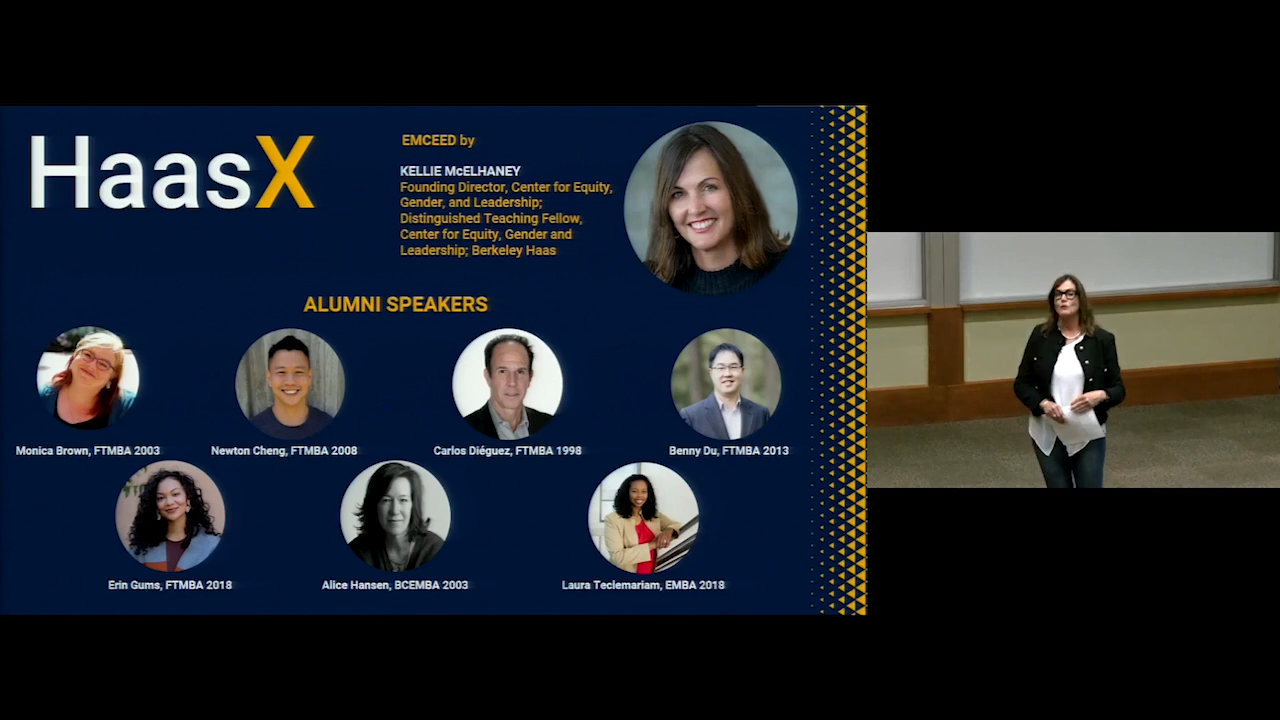 HaasX
EMCEED by
KELLIE McELHANEY
Founding Director, Center for Equity,
Gender, and Leadership;
Distinguished Teaching Fellow,
Center for Equity, Gender and
Leadership; Berkeley Haas
ALUMNI SPEAKERS
Monica Brown, FTMBA 2003
Newton Cheng, FTMBA 2008
Carlos Diéguez, FTMBA 1998
Benny Du, FTMBA 2013
Erin Gums, FTMBA 2018
Alice Hansen, BCEMBA 2003
Laura Teclemariam, EMBA 2018